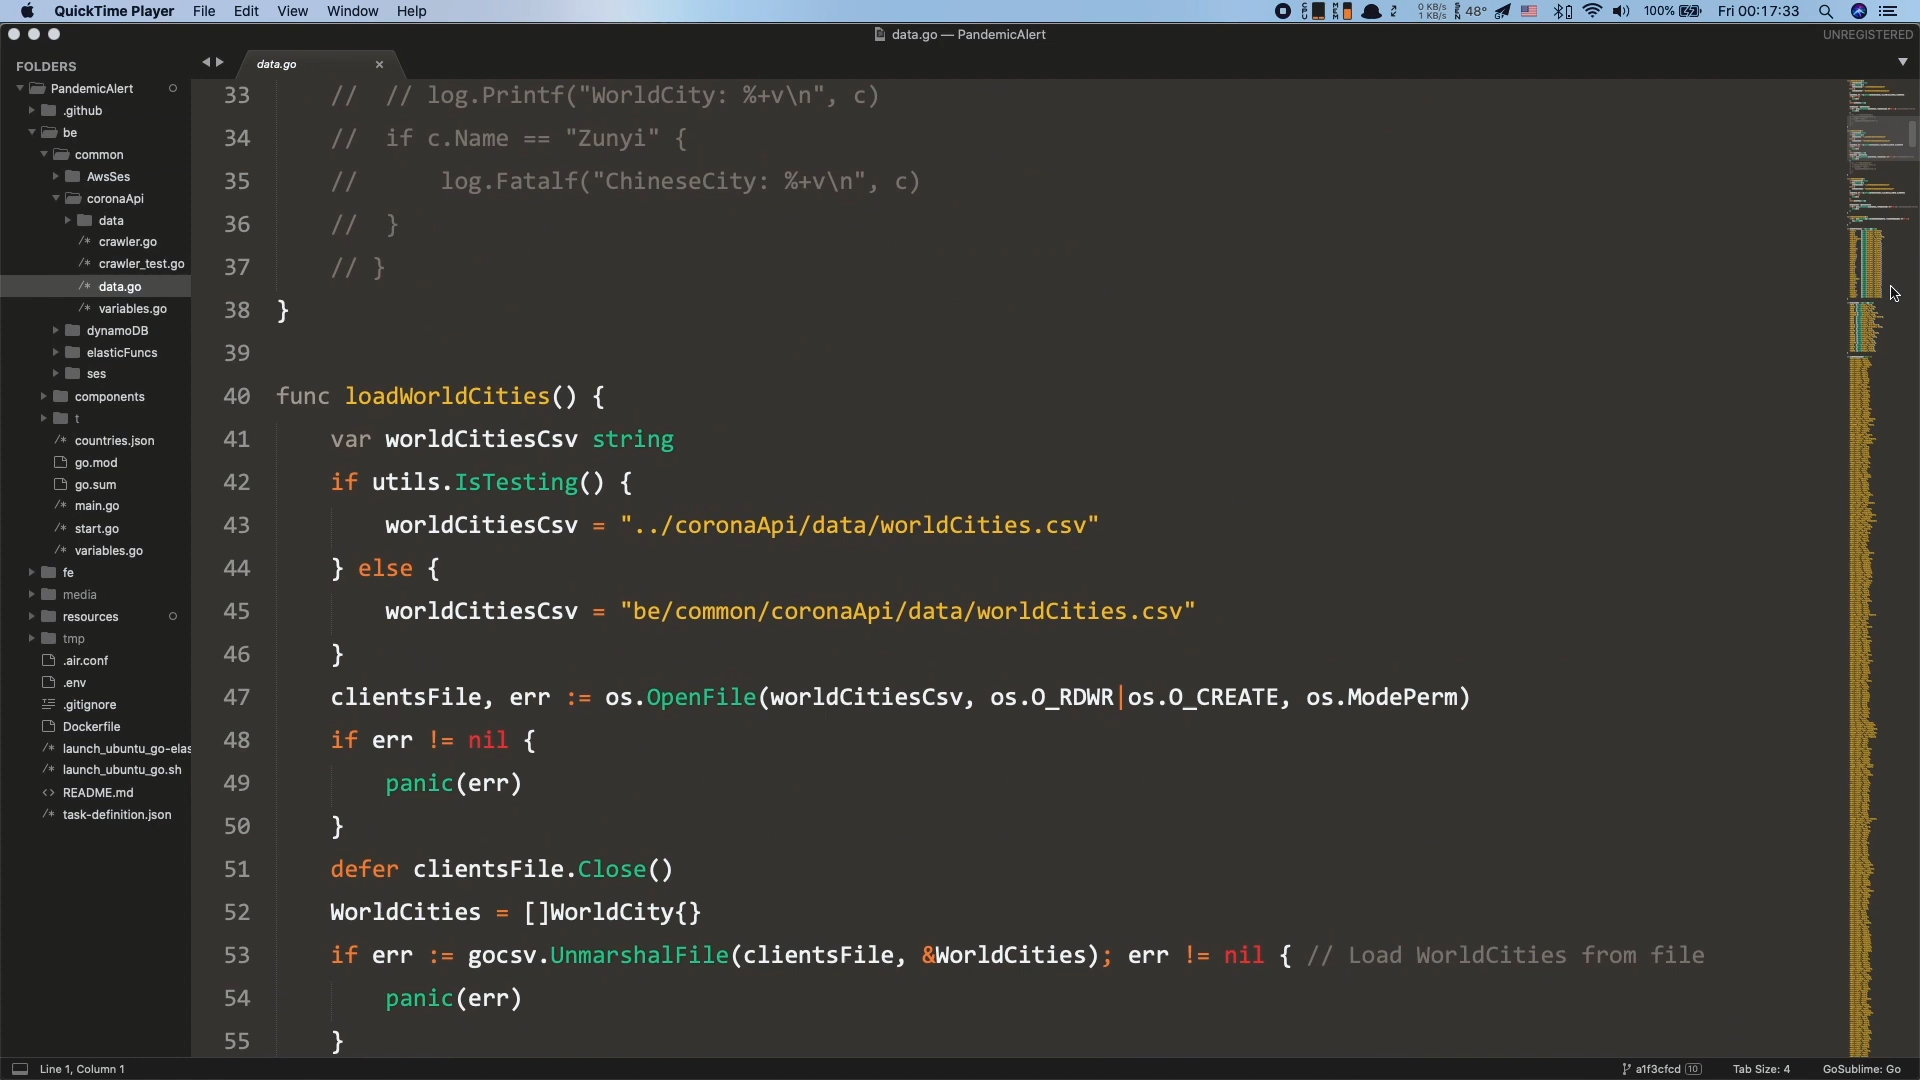 QuickTime Player File Edit View Window Help
0 KB/s
1 KB/s
48° 100% Fri 00:17:33
data.go — PandemicAlert
UNREGISTERED
FOLDERS
PandemicAlert
.github
be
common
AwsSes
coronaApi
data
/* crawler.go
/* crawler_test.go
/* data.go
/* variables.go
dynamoDB
elasticFuncs
ses
components
t
/* countries.json
go.mod
go.sum
/* main.go
/* start.go
/* variables.go
fe
media
resources
tmp
.air.conf
.env
.gitignore
Dockerfile
/* launch_ubuntu_go-elas
/* launch_ubuntu_go.sh
<> README.md
/* task-definition.json
data.go ×
33 // // log.Printf("WorldCity: %+v\n", c)
34 // if c.Name == "Zunyi" {
35 // log.Fatalf("ChineseCity: %+v\n", c)
36 // }
37 // }
38 }
39
40 func loadWorldCities() {
41 var worldCitiesCsv string
42 if utils.IsTesting() {
43 worldCitiesCsv = "../coronaApi/data/worldCities.csv"
44 } else {
45 worldCitiesCsv = "be/common/coronaApi/data/worldCities.csv"
46 }
47 clientsFile, err := os.OpenFile(worldCitiesCsv, os.O_RDWR|os.O_CREATE, os.ModePerm)
48 if err != nil {
49 panic(err)
50 }
51 defer clientsFile.Close()
52 WorldCities = []WorldCity{}
53 if err := gocsv.UnmarshalFile(clientsFile, &WorldCities); err != nil { // Load WorldCities from file
54 panic(err)
55 }
Line 1, Column 1
a1f3cfcd 10
Tab Size: 4
GoSublime: Go